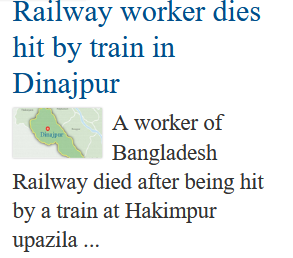 Railway worker dies
hit by train in
Dinajpur
Dinajpur
A worker of
Bangladesh
Railway died after being hit
by a train at Hakimpur
upazila ...